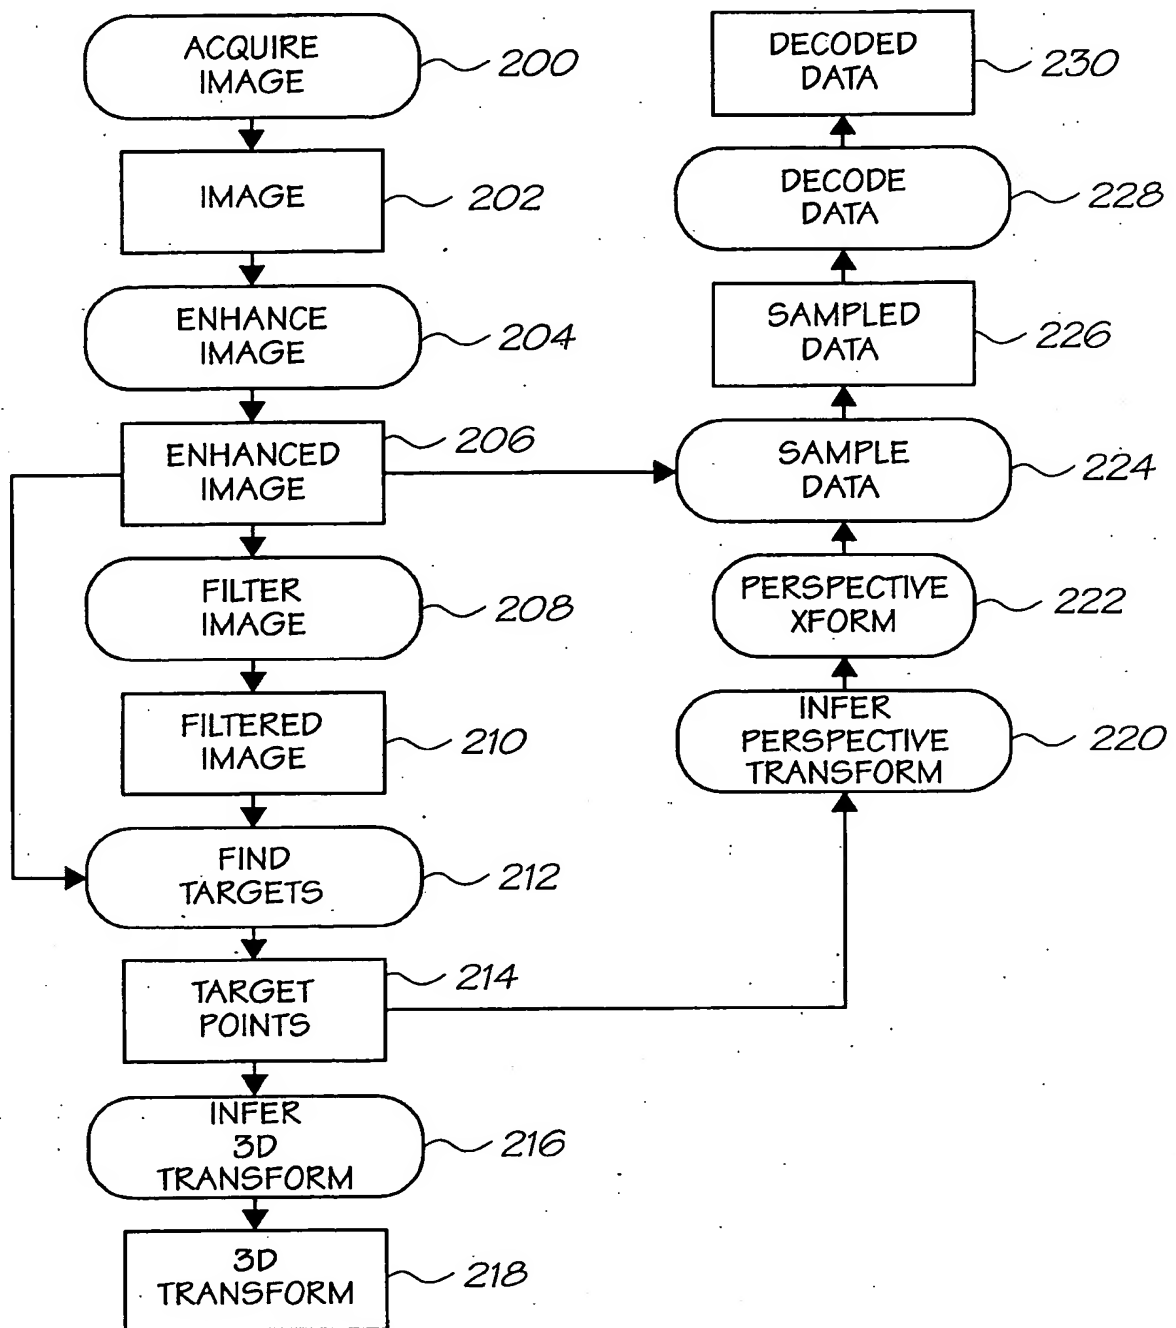 ACQUIRE
IMAGE
200
IMAGE
202
ENHANCE
IMAGE
204
ENHANCED
IMAGE
206
FILTER
IMAGE
208
FILTERED
IMAGE
210
FIND
TARGETS
212
TARGET
POINTS
214
INFER
3D
TRANSFORM
216
3D
TRANSFORM
218
DECODED
DATA
230
DECODE
DATA
228
SAMPLED
DATA
226
SAMPLE
DATA
224
PERSPECTIVE
XFORM
222
INFER
PERSPECTIVE
TRANSFORM
220